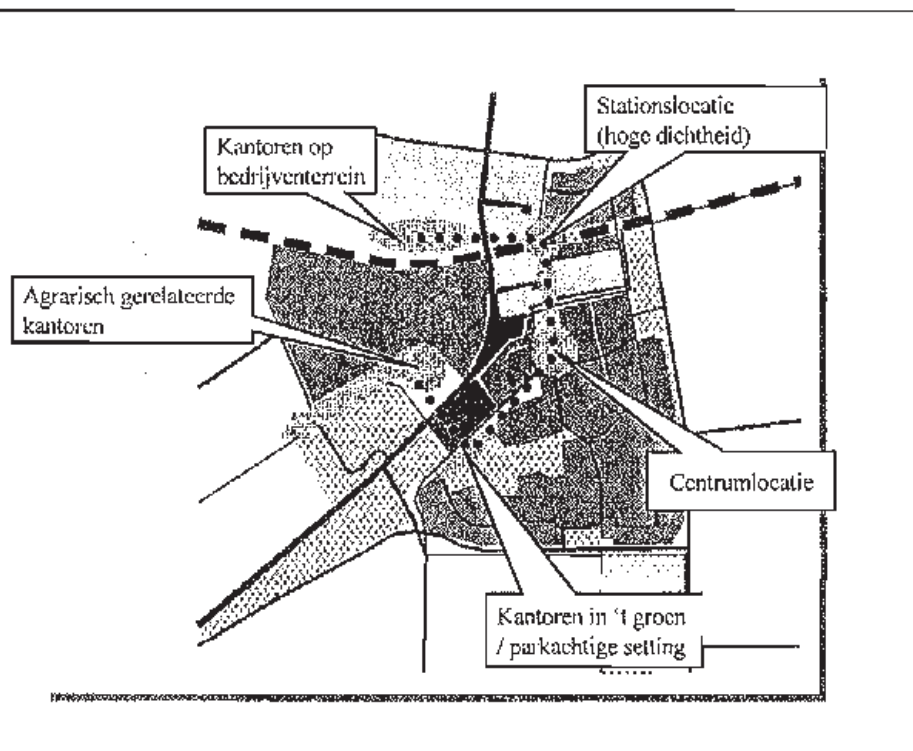 Stationslocatie
(hoge dichtheid)
Kantoren op
bedrijventerrein
Agrarisch gerelateerde
kantoren
Centrumlocatie
Kantoren in 't groen
/ parkachtige setting